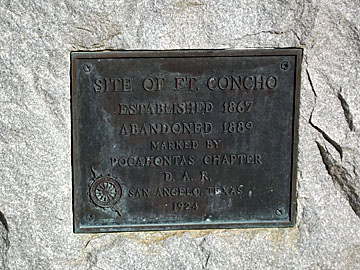 SITE OF FT. CONCHO
ESTABLISHED 1867
ABANDONED 1889
MARKED BY
POCAHONTAS CHAPTER
D. A. R.
SAN ANGELO, TEXAS
1924